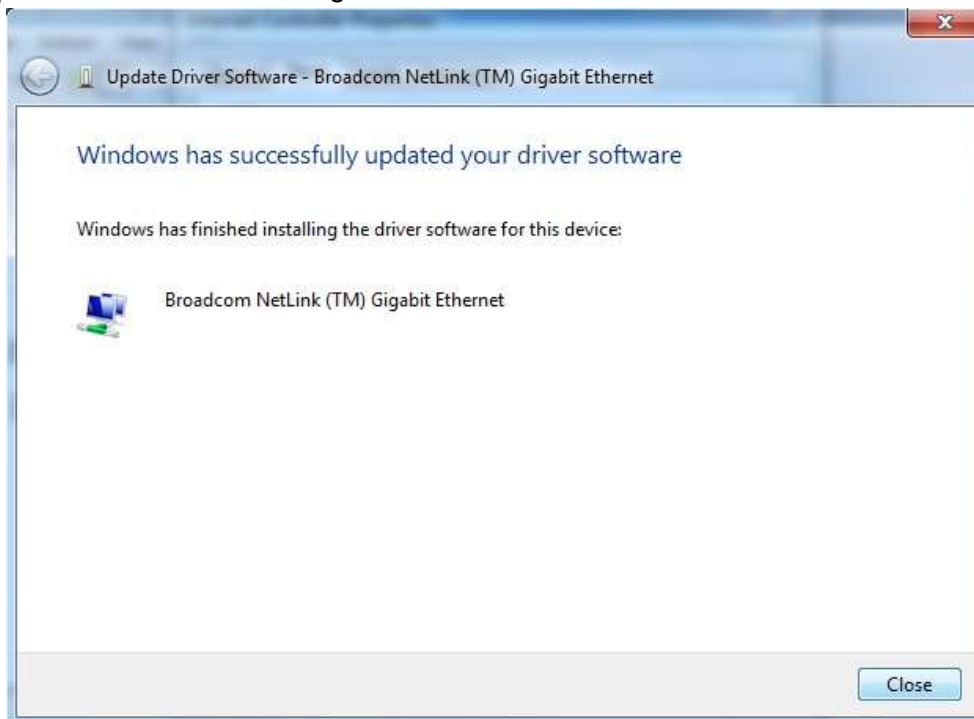 Update Driver Software - Broadcom NetLink (TM) Gigabit Ethernet
Windows has successfully updated your driver software
Windows has finished installing the driver software for this device:
Broadcom NetLink (TM) Gigabit Ethernet
Close